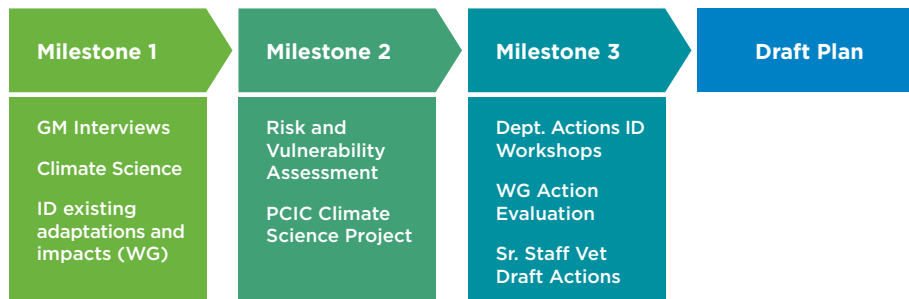 Milestone 1
GM Interviews
Climate Science
ID existing
adaptations and
impacts (WG)
Milestone 2
Risk and
Vulnerability
Assessment
PCIC Climate
Science Project
Milestone 3
Dept. Actions ID
Workshops
WG Action
Evaluation
Sr. Staff Vet
Draft Actions
Draft Plan